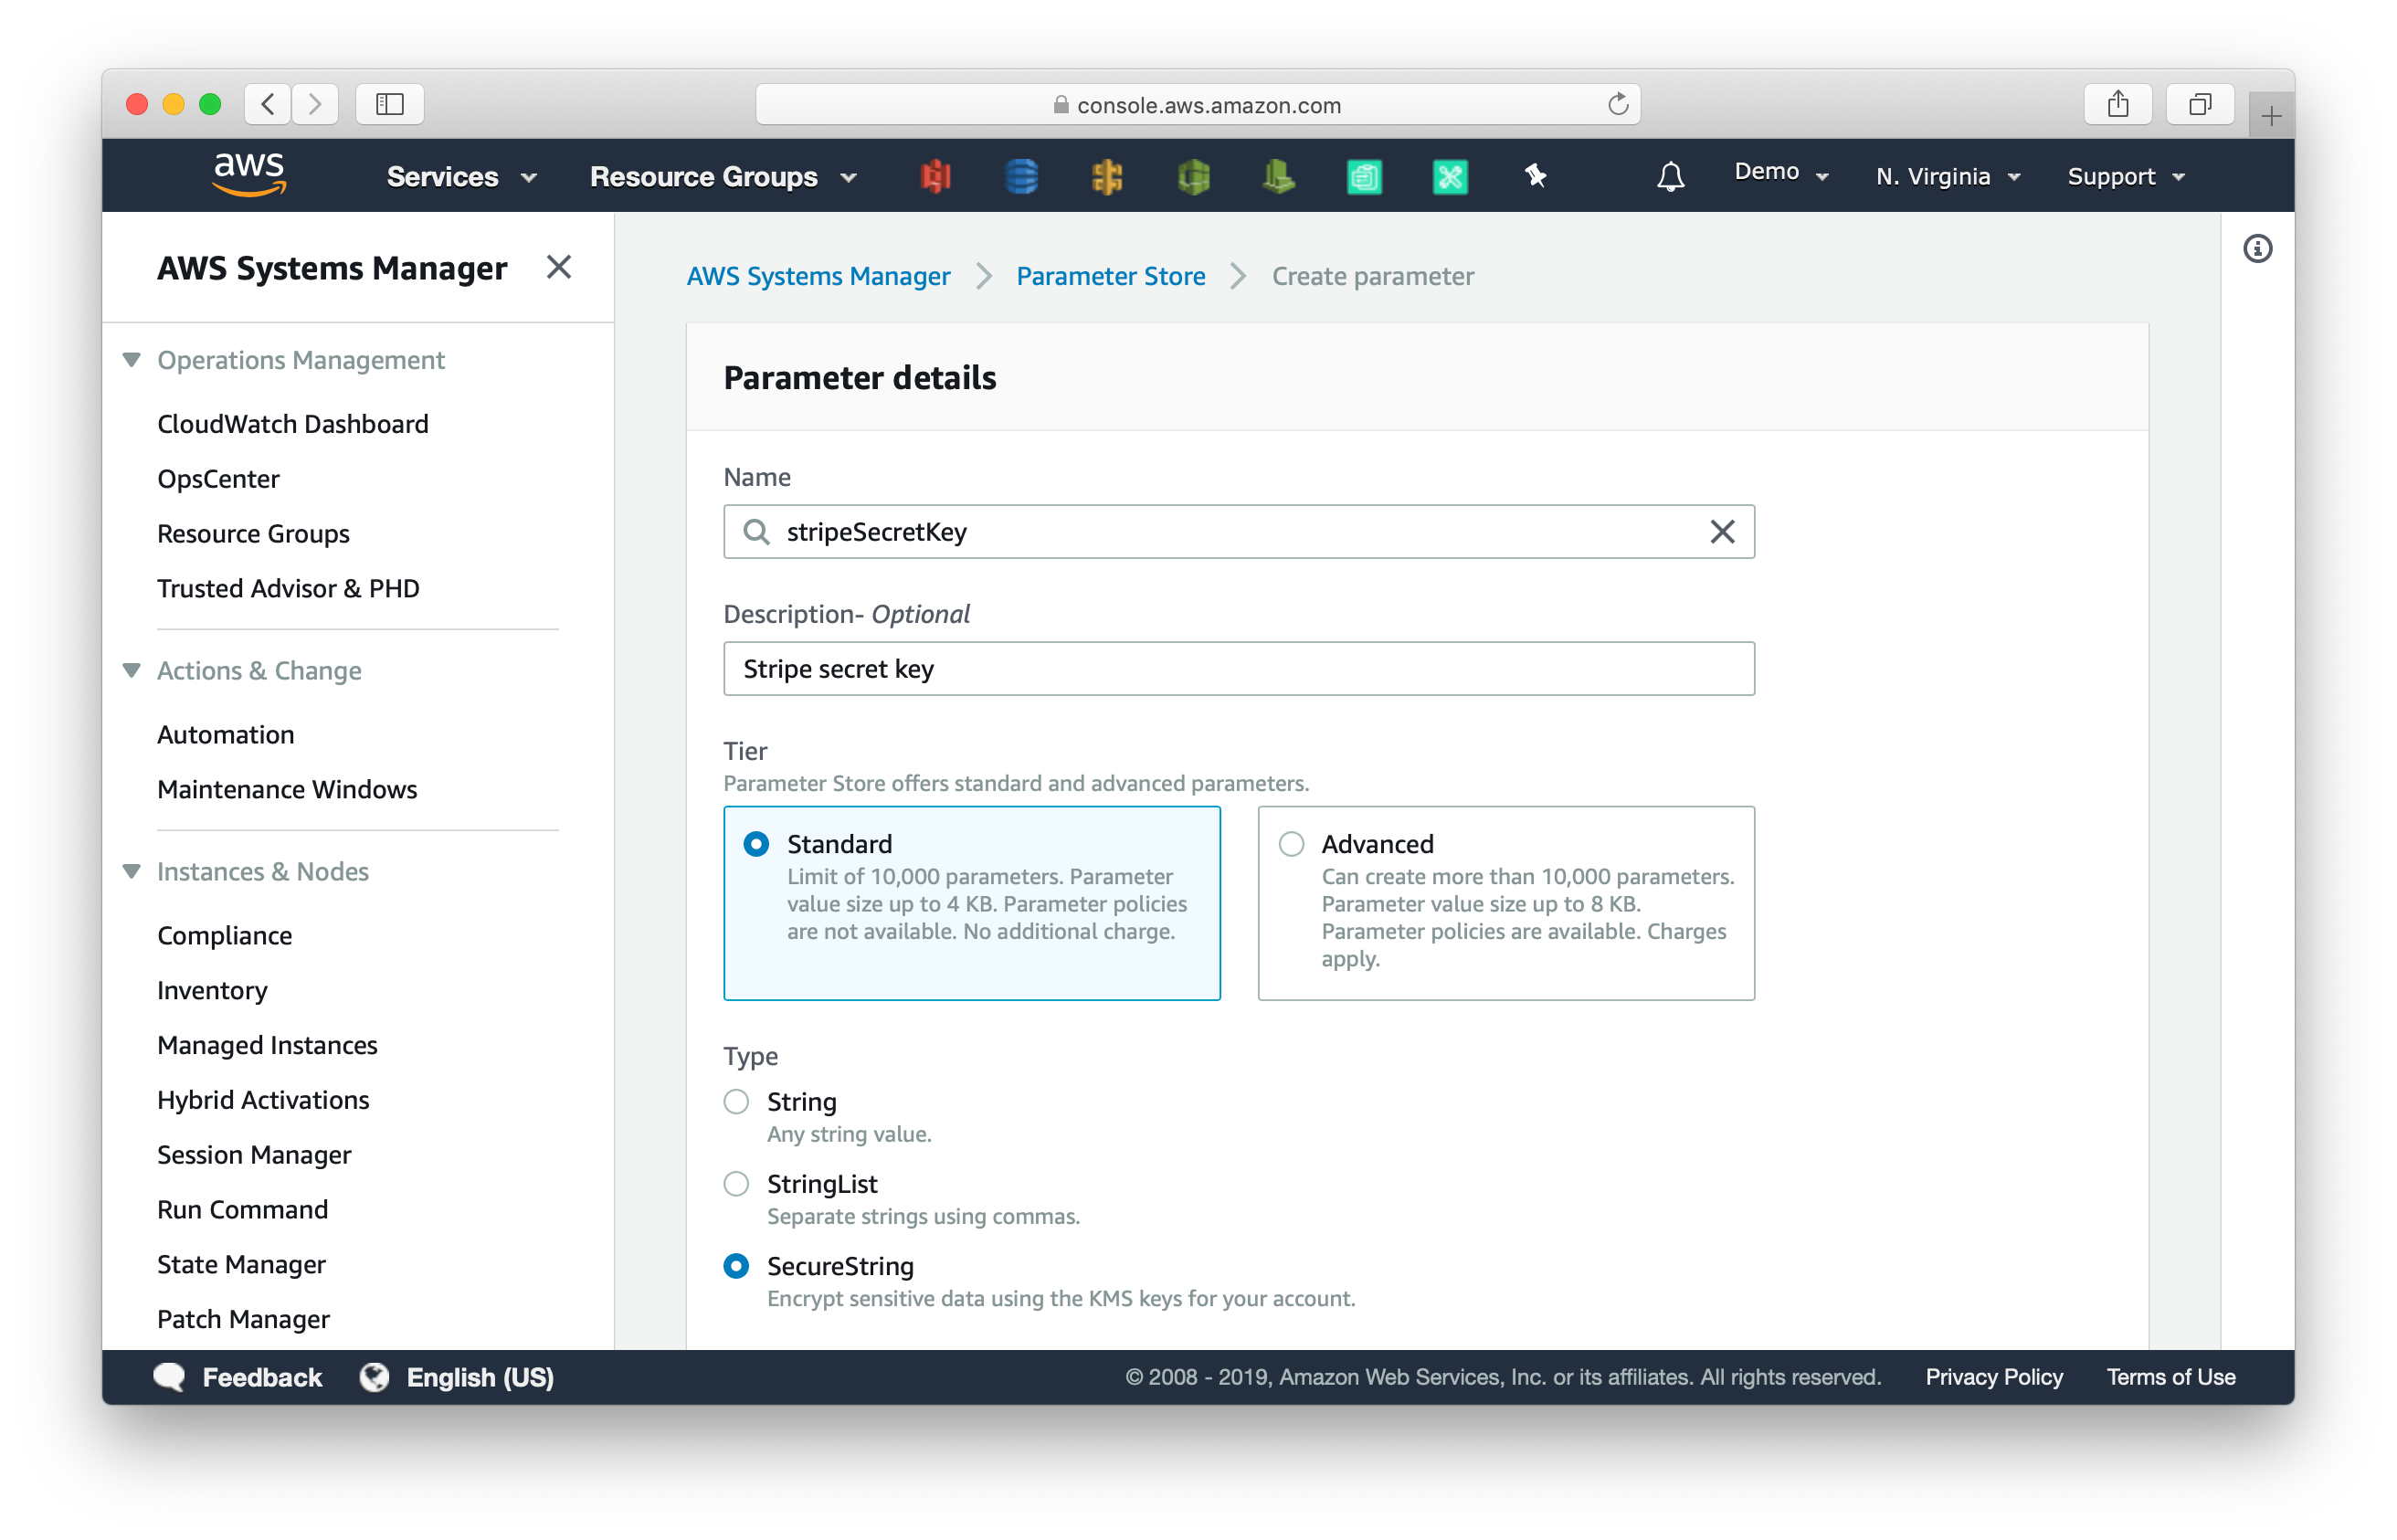 console.aws.amazon.com
aws
Services
Resource Groups
Demo
N. Virginia
Support
AWS Systems Manager
Operations Management
CloudWatch Dashboard
OpsCenter
Resource Groups
Trusted Advisor & PHD
Actions & Change
Automation
Maintenance Windows
Instances & Nodes
Compliance
Inventory
Managed Instances
Hybrid Activations
Session Manager
Run Command
State Manager
Patch Manager
AWS Systems Manager > Parameter Store > Create parameter
Parameter details
Name
stripeSecretKey
Description- Optional
Stripe secret key
Tier
Parameter Store offers standard and advanced parameters.
Standard
Limit of 10,000 parameters. Parameter
value size up to 4 KB. Parameter policies
are not available. No additional charge.
Advanced
Can create more than 10,000 parameters.
Parameter value size up to 8 KB.
Parameter policies are available. Charges
apply.
Type
String
Any string value.
StringList
Separate strings using commas.
SecureString
Encrypt sensitive data using the KMS keys for your account.
Feedback
English (US)
© 2008 - 2019, Amazon Web Services, Inc. or its affiliates. All rights reserved.
Privacy Policy
Terms of Use